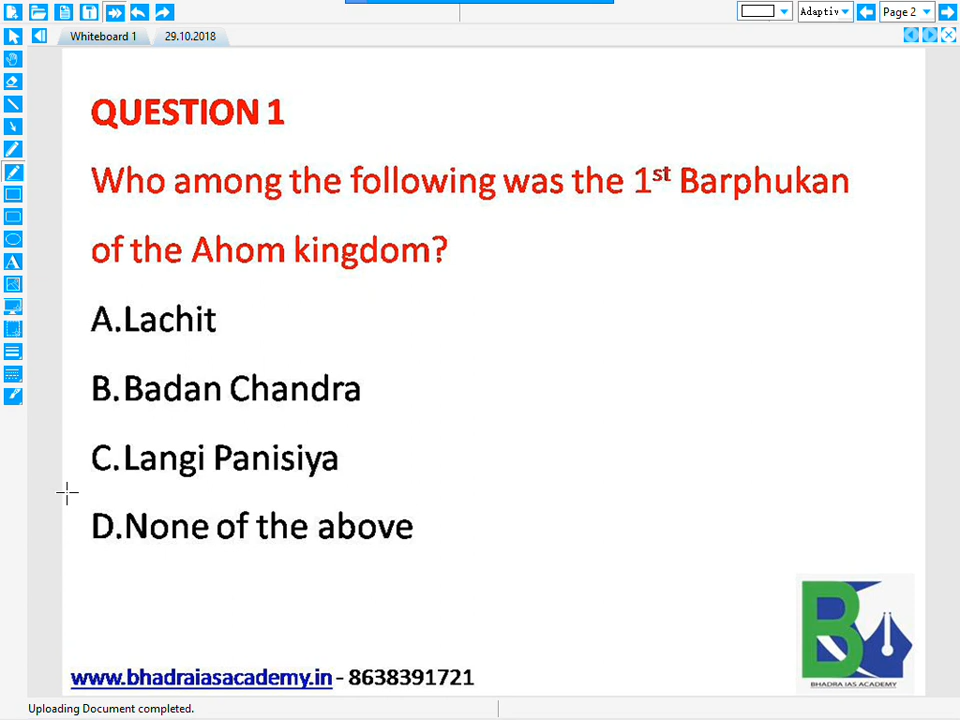 Adaptiv
Page 2
Whiteboard 1
29.10.2018
QUESTION 1
Who among the following was the 1st Barphukan
of the Ahom kingdom?
A.Lachit
B.Badan Chandra
C.Langi Panisiya
D.None of the above
B
BHADRA IAS ACADEMY
www.bhadraiasacademy.in - 8638391721
Uploading Document completed.